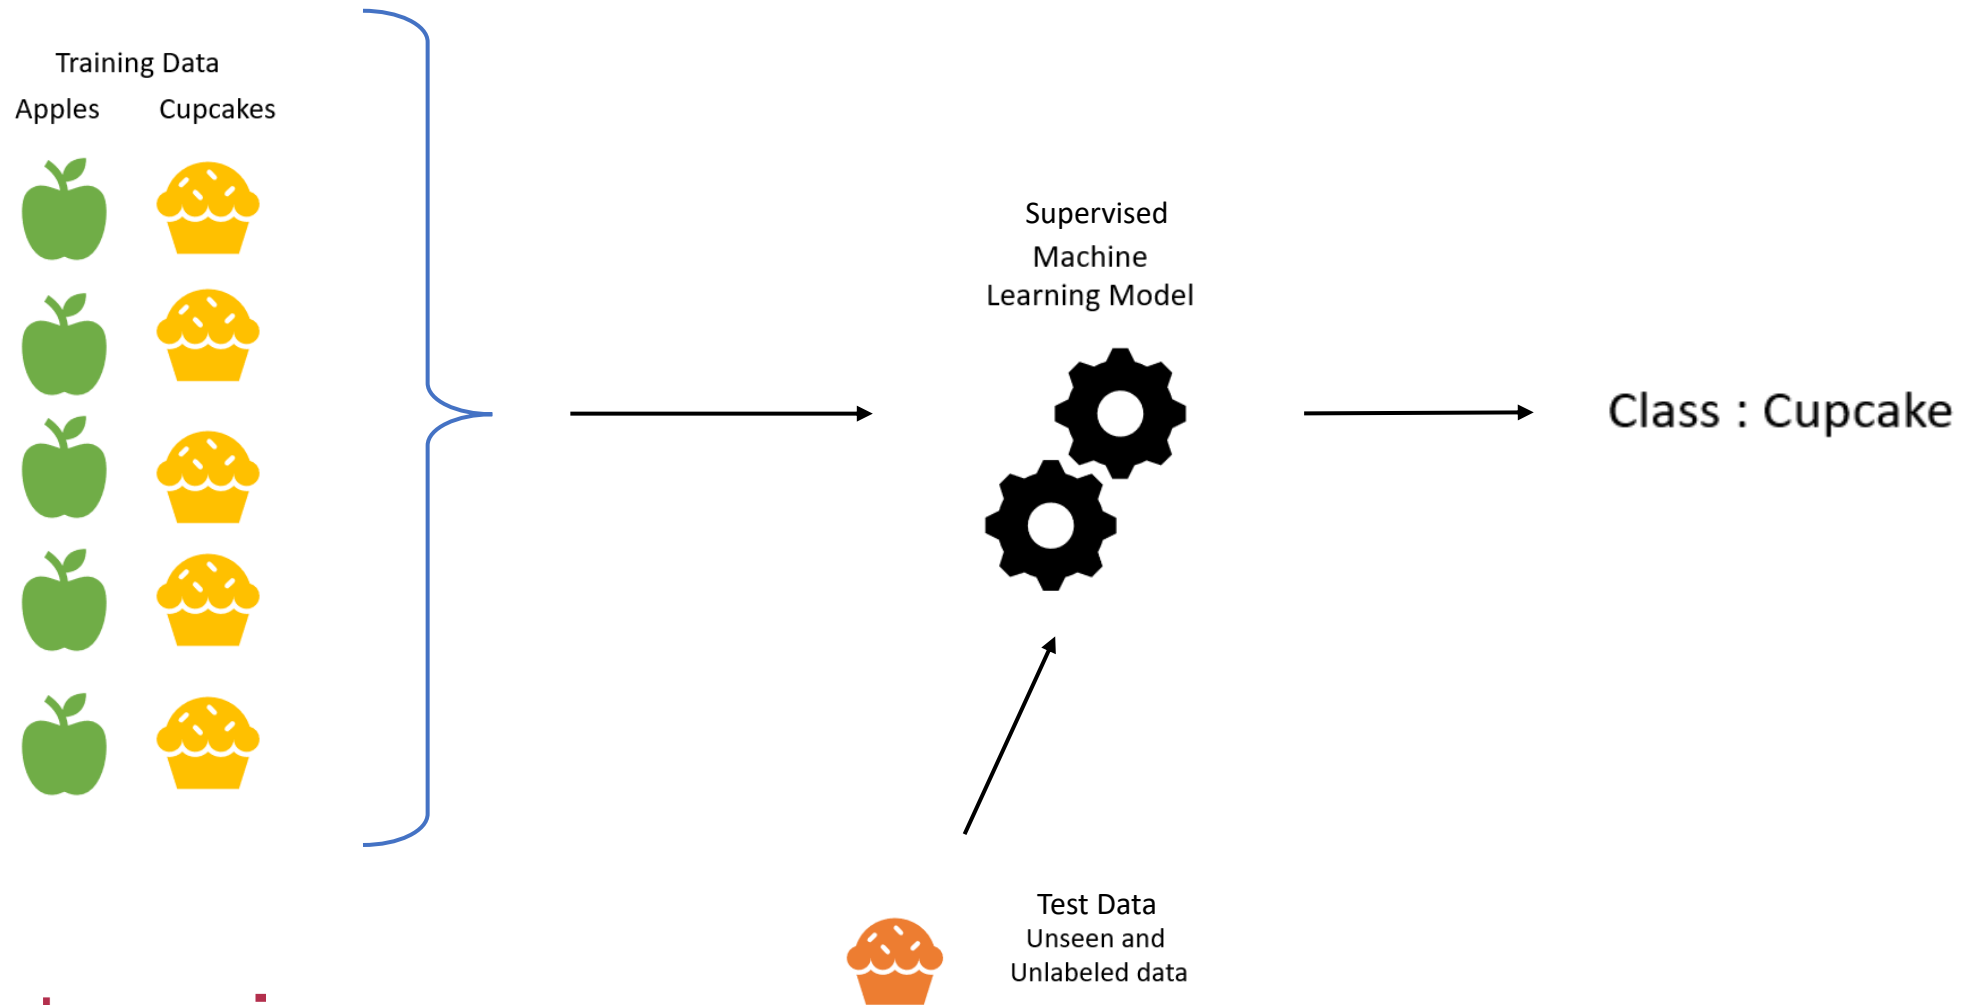 Training Data
Apples Cupcakes
Supervised
Machine
Learning Model
Class : Cupcake
Test Data
Unseen and
Unlabeled data